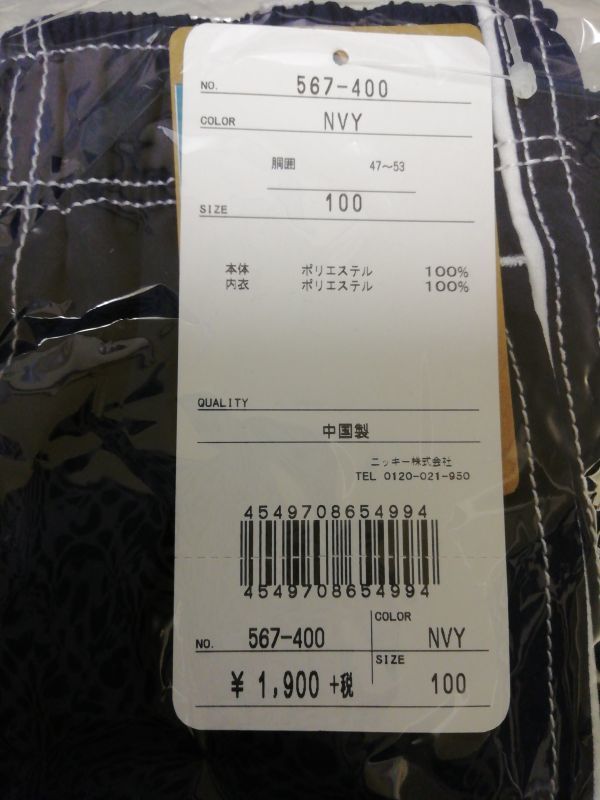 NO. 567-400
COLOR NVY
胴囲 47～53
SIZE 100
本体 ポリエステル 100%
内衣 ポリエステル 100%
QUALITY
中国製
ニッキー株式会社
TEL 0120-021-950
4549708654994
4549708654994
NO. 567-400 COLOR NVY
¥1,900+税 SIZE 100